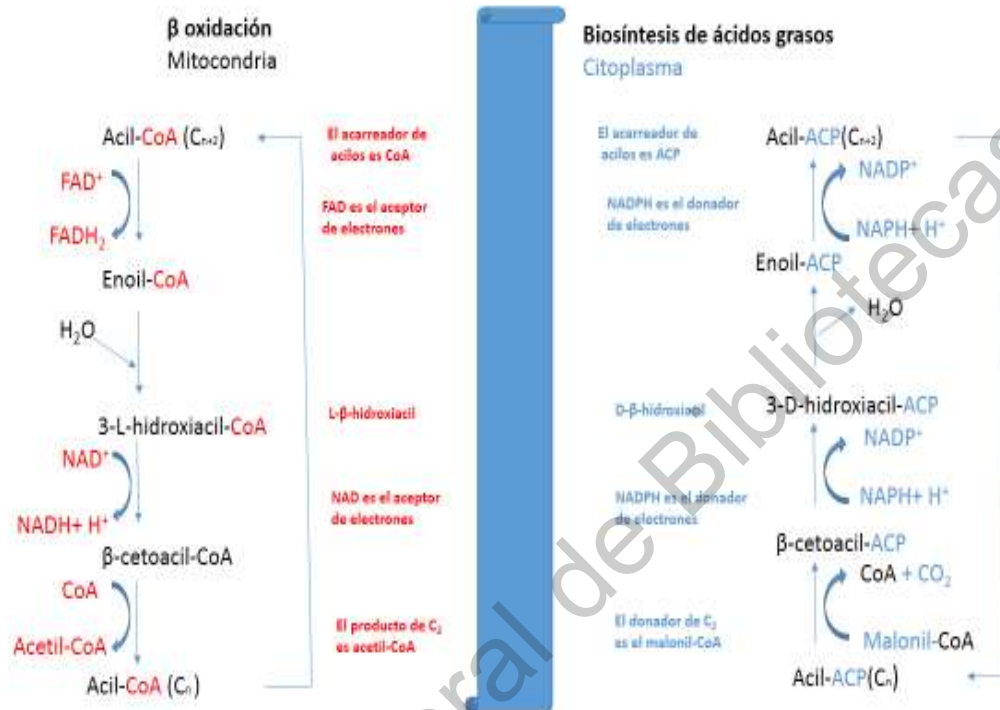 β oxidación
Mitocondria
Acil-CoA (Cₙ₊₂)
FAD⁺
FADH₂
Enoil-CoA
H₂O
3-L-hidroxiacil-CoA
NAD⁺
NADH+ H⁺
β-cetoacil-CoA
CoA
Acetil-CoA
Acil-CoA (Cₙ)
El acarreador de
acilos es CoA
FAD es el aceptor
de electrones
L-β-hidroxiacil
NAD es el aceptor
de electrones
El producto de C₂
es acetil-CoA
Biosíntesis de ácidos grasos
Citoplasma
El acarreador de
acilos es ACP
NADPH es el donador
de electrones
D-β-hidroxiacil
NADPH es el donador
de electrones
El donador de C₂
es el malonil-CoA
Acil-ACP(Cₙ₊₂)
NADP⁺
NAPH+ H⁺
Enoil-ACP
H₂O
3-D-hidroxiacil-ACP
NADP⁺
NAPH+ H⁺
β-cetoacil-ACP
CoA + CO₂
Malonil-CoA
Acil-ACP(Cₙ)
ral de Bibliotecas